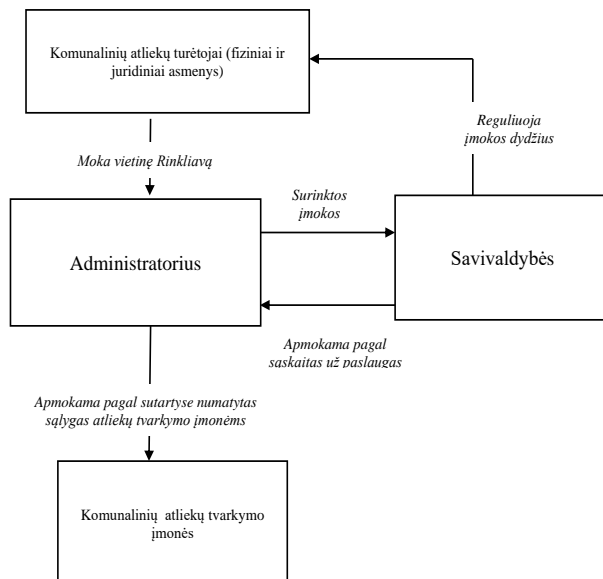 Komunalinių atliekų turėtojai (fiziniai ir
juridiniai asmenys)
Reguliuoja
įmokos dydžius
Moka vietinę Rinkliavą
Surinktos
įmokos
Administratorius
Savivaldybės
Apmokama pagal
sąskaitas už paslaugas
Apmokama pagal sutartyse numatytas
sąlygas atliekų tvarkymo įmonėms
Komunalinių atliekų tvarkymo
įmonės